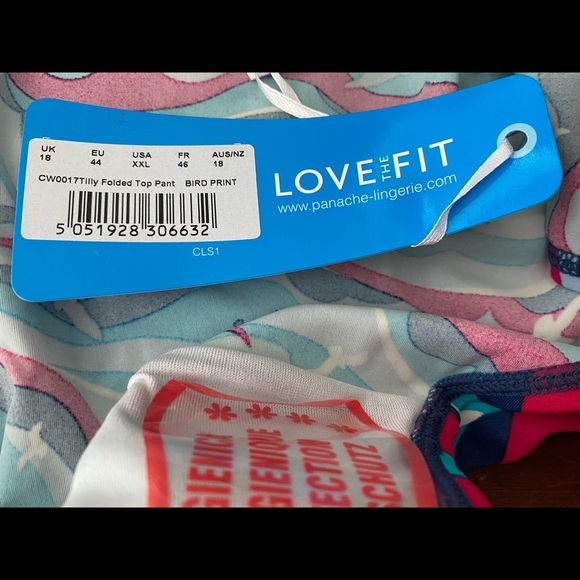 UK EU USA FR AUS/NZ
18 44 XXL 46 18
CW0017Tilly Folded Top Pant BIRD PRINT
5 051928 306632
CLS1
LOVE THE FIT
www.panache-lingerie.com